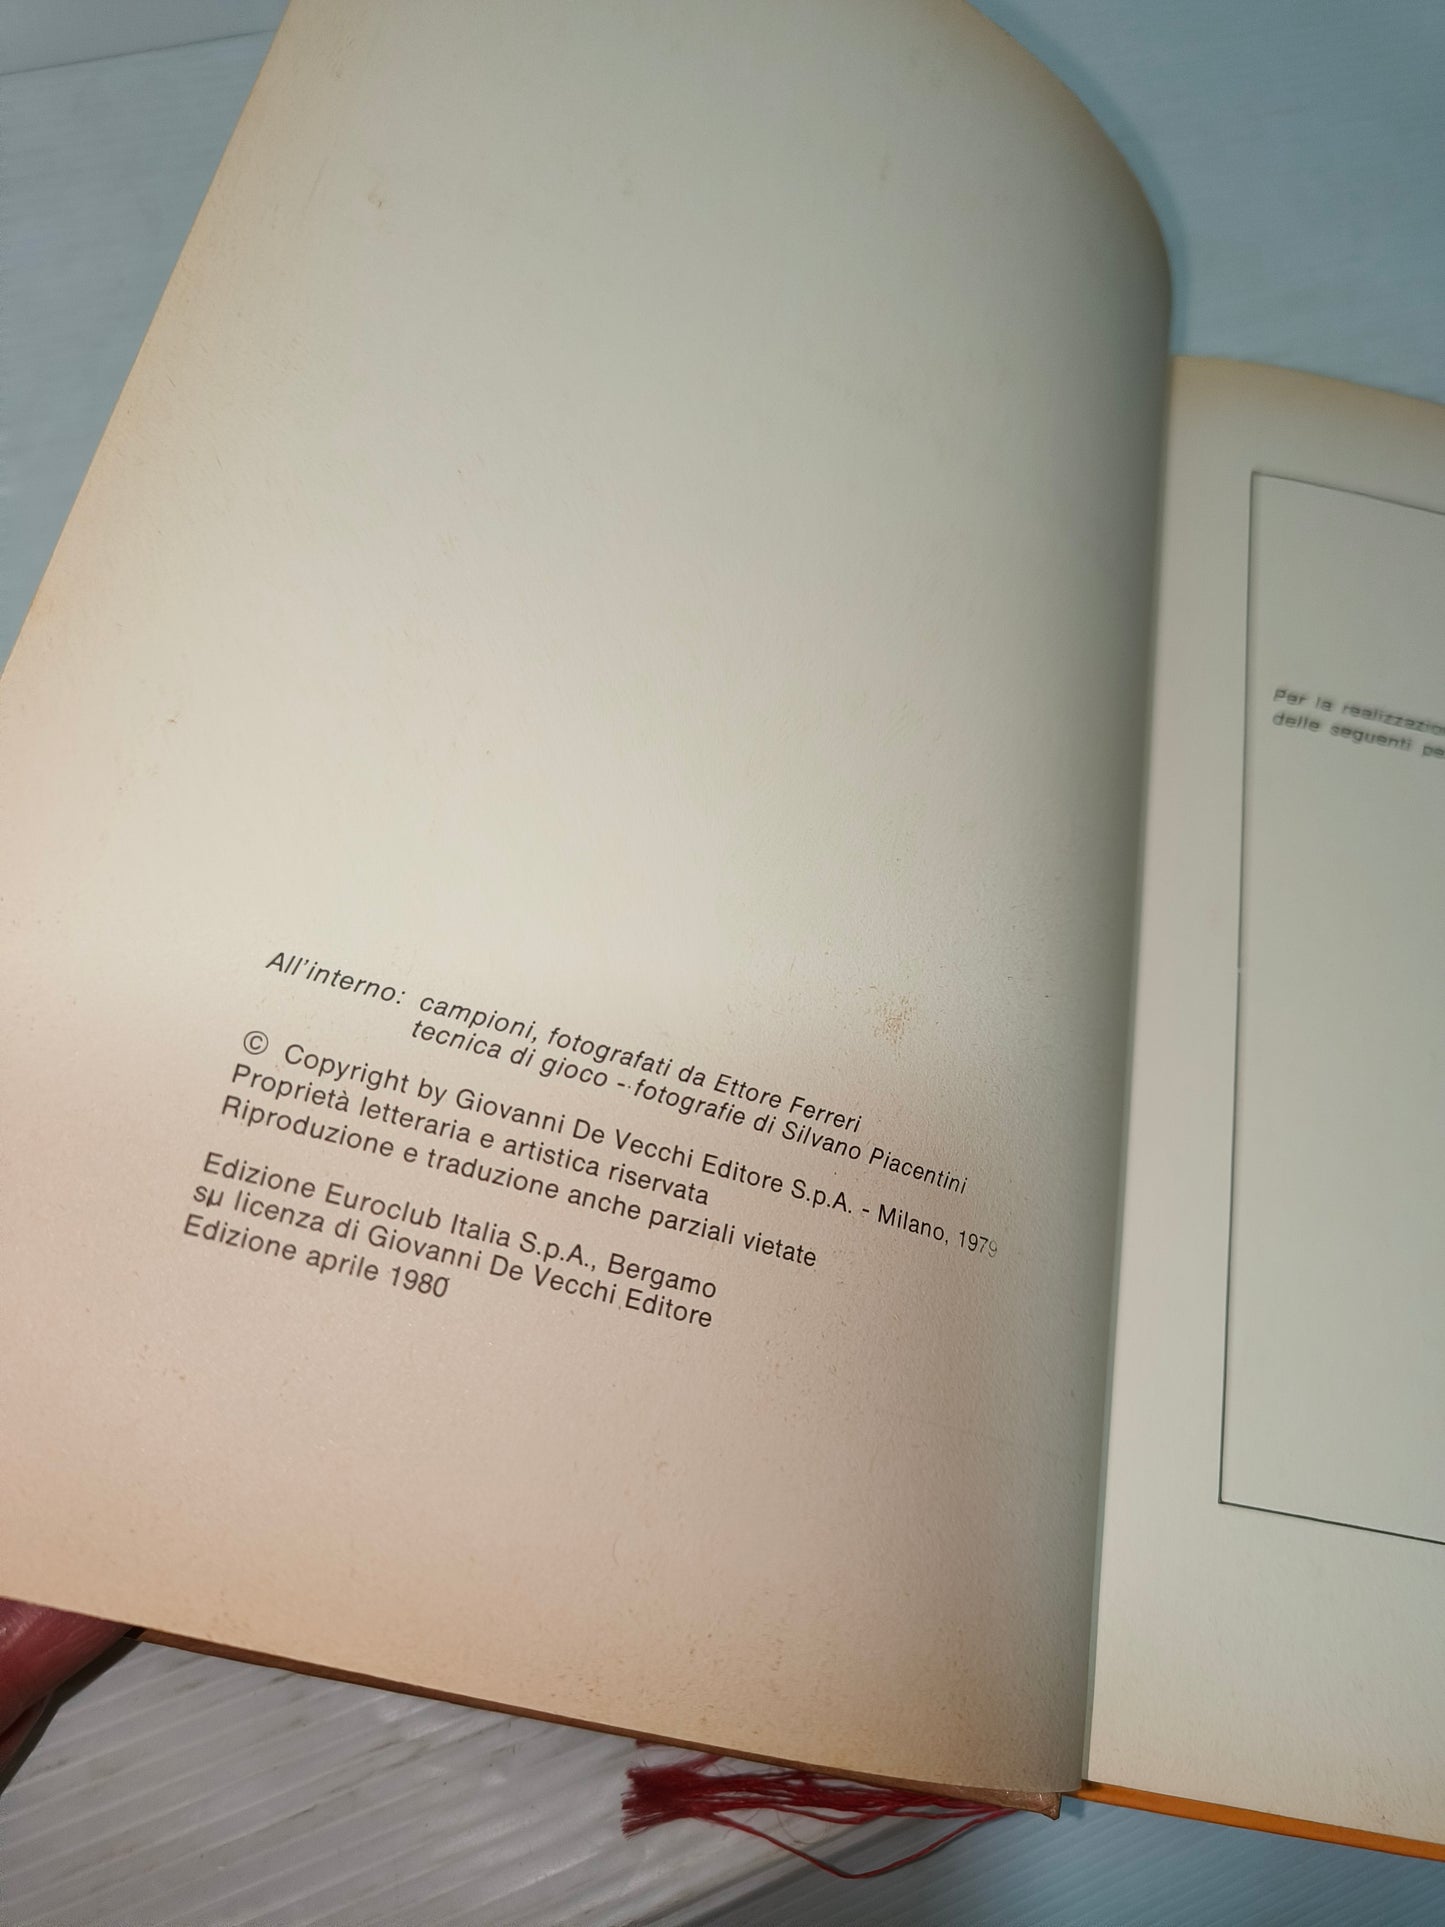 All'interno: campioni, fotografati da Ettore Ferreri
tecnica di gioco - fotografie di Silvano Piacentini
© Copyright by Giovanni De Vecchi Editore S.p.A. - Milano, 1979
Proprietà letteraria e artistica riservata
Riproduzione e traduzione anche parziali vietate
Edizione Euroclub Italia S.p.A., Bergamo
su licenza di Giovanni De Vecchi Editore
Edizione aprile 1980
Per la
delle seguenti